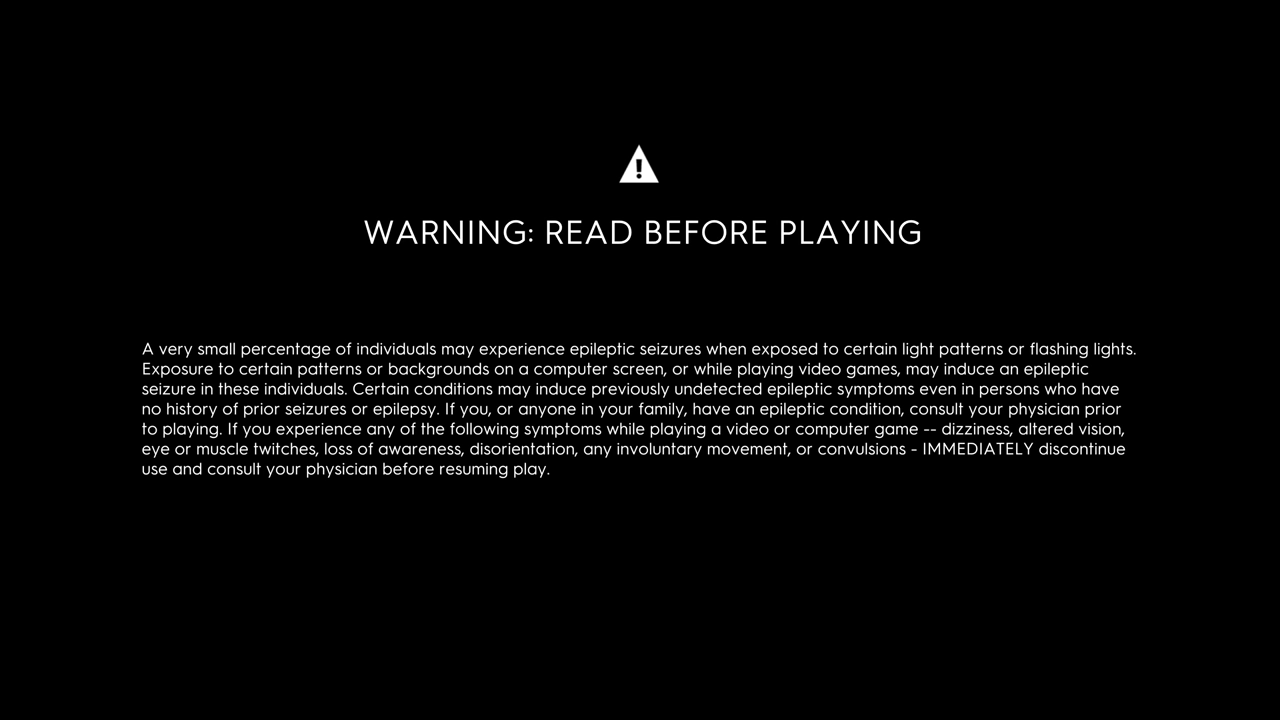 WARNING: READ BEFORE PLAYING
A very small percentage of individuals may experience epileptic seizures when exposed to certain light patterns or flashing lights.
Exposure to certain patterns or backgrounds on a computer screen, or while playing video games, may induce an epileptic
seizure in these individuals. Certain conditions may induce previously undetected epileptic symptoms even in persons who have
no history of prior seizures or epilepsy. If you, or anyone in your family, have an epileptic condition, consult your physician prior
to playing. If you experience any of the following symptoms while playing a video or computer game -- dizziness, altered vision,
eye or muscle twitches, loss of awareness, disorientation, any involuntary movement, or convulsions - IMMEDIATELY discontinue
use and consult your physician before resuming play.